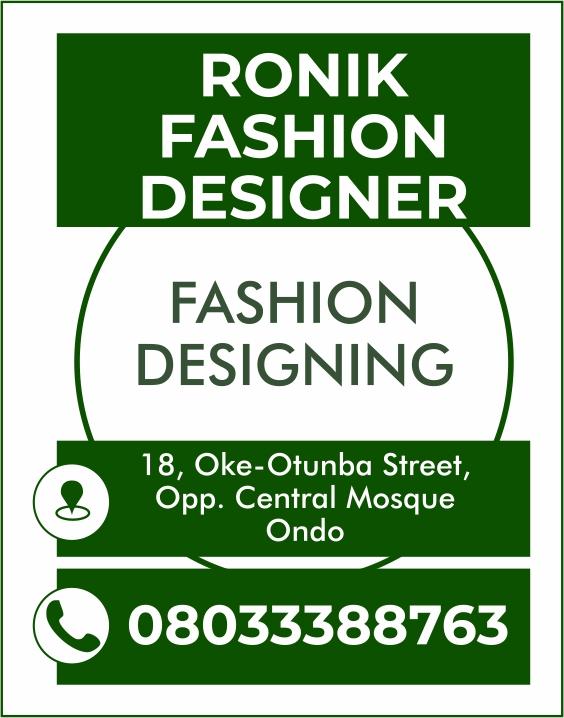 RONIK
FASHION
DESIGNER
FASHION
DESIGNING
18, Oke-Otunba Street,
Opp. Central Mosque
Ondo
08033388763